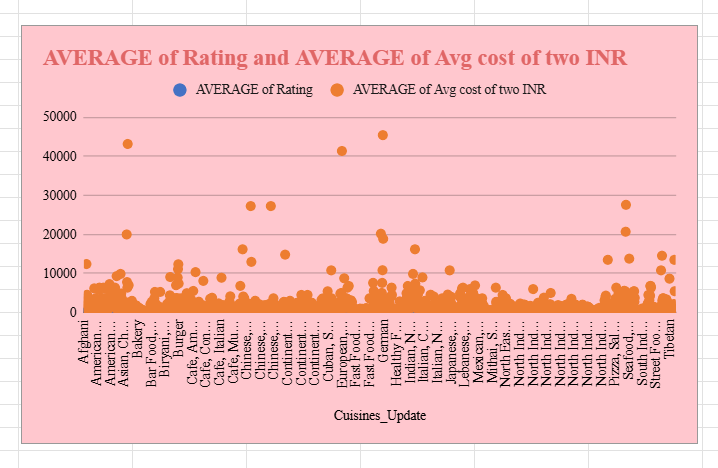 AVERAGE of Rating and AVERAGE of Avg cost of two INR
AVERAGE of Rating
AVERAGE of Avg cost of two INR
50000
40000
30000
20000
10000
0
Afghani
American...
American...
Asian, Ch...
Bakery
Bar Food,...
Biryani,...
Burger
Cafe, Am...
Cafe, Con...
Cafe, Italian
Cafe, Mu...
Chinese,...
Chinese,...
Chinese,...
Continent...
Continent...
Continent...
Cuban, S...
European,...
Fast Food...
Fast Food...
German
Healthy F...
Indian, N...
Italian, C...
Italian, N...
Japanese,...
Lebanese,...
Mexican,...
Mithai, S...
North Eas...
North Ind...
North Ind...
North Ind...
North Ind...
North Ind...
North Ind...
North Ind...
Pizza, Sal...
Seafood,...
South Ind...
Street Foo...
Tibetan
Cuisines_Update